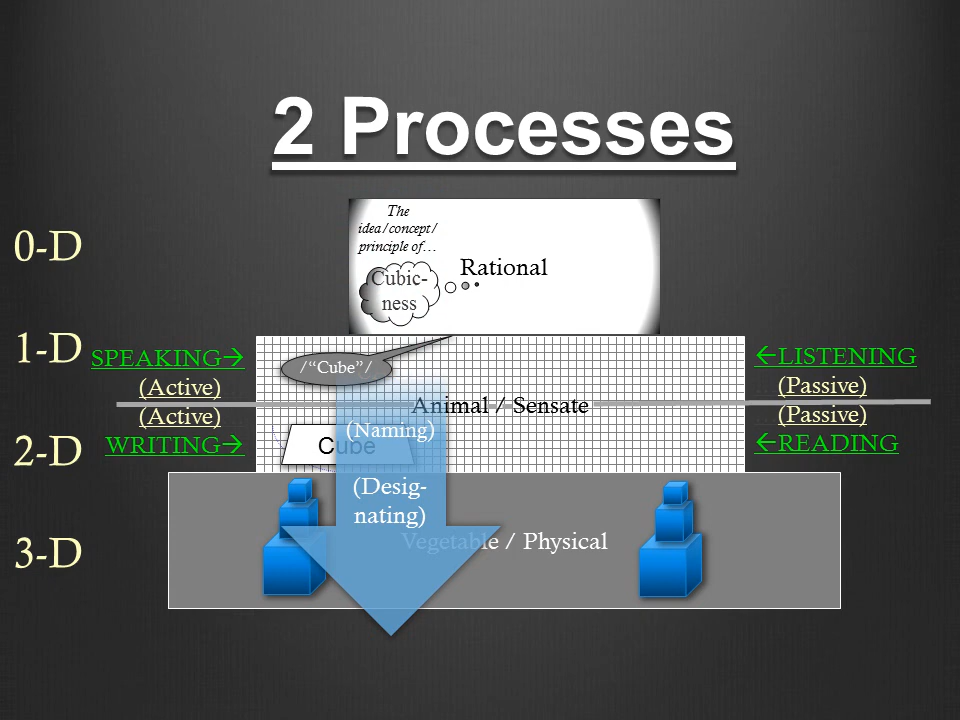 2 Processes
0-D
The
idea/concept/
principle of…
Cubic-
ness
Rational
1-D
SPEAKING→
(Active)
(Active)
WRITING→
/“Cube”/
Animal / Sensate
(Naming)
Cube
←LISTENING
(Passive)
(Passive)
←READING
2-D
(Desig-
nating)
Vegetable / Physical
3-D